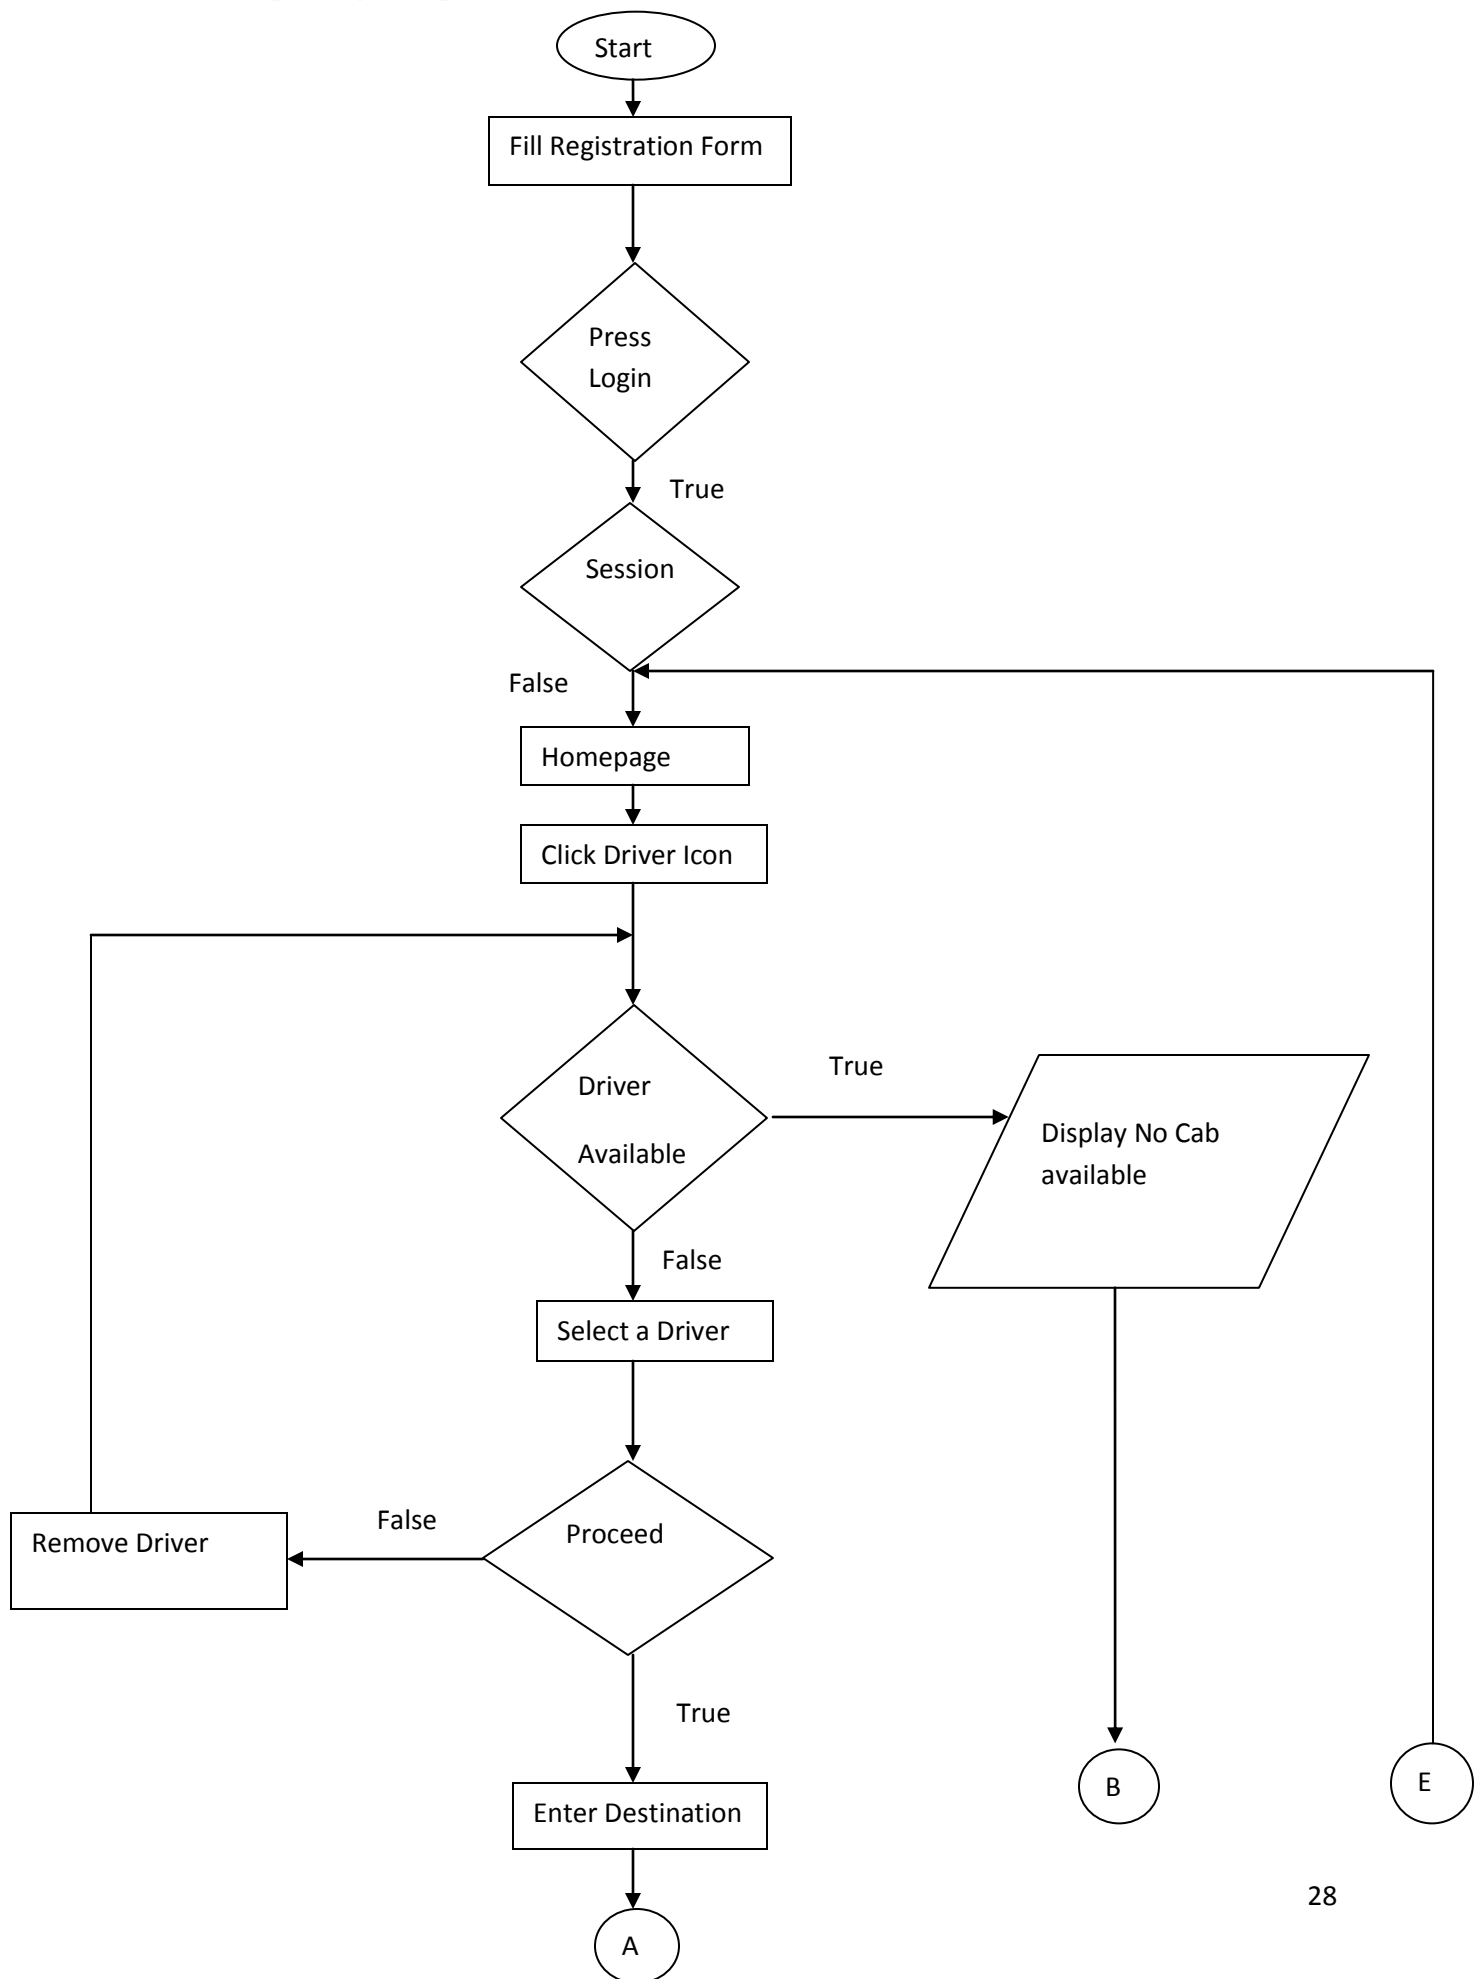 Start
Fill Registration Form
Press
Login
True
Session
False
Homepage
Click Driver Icon
Driver
Available
True
Display No Cab
available
False
Select a Driver
Proceed
False
Remove Driver
True
Enter Destination
B
E
A
28